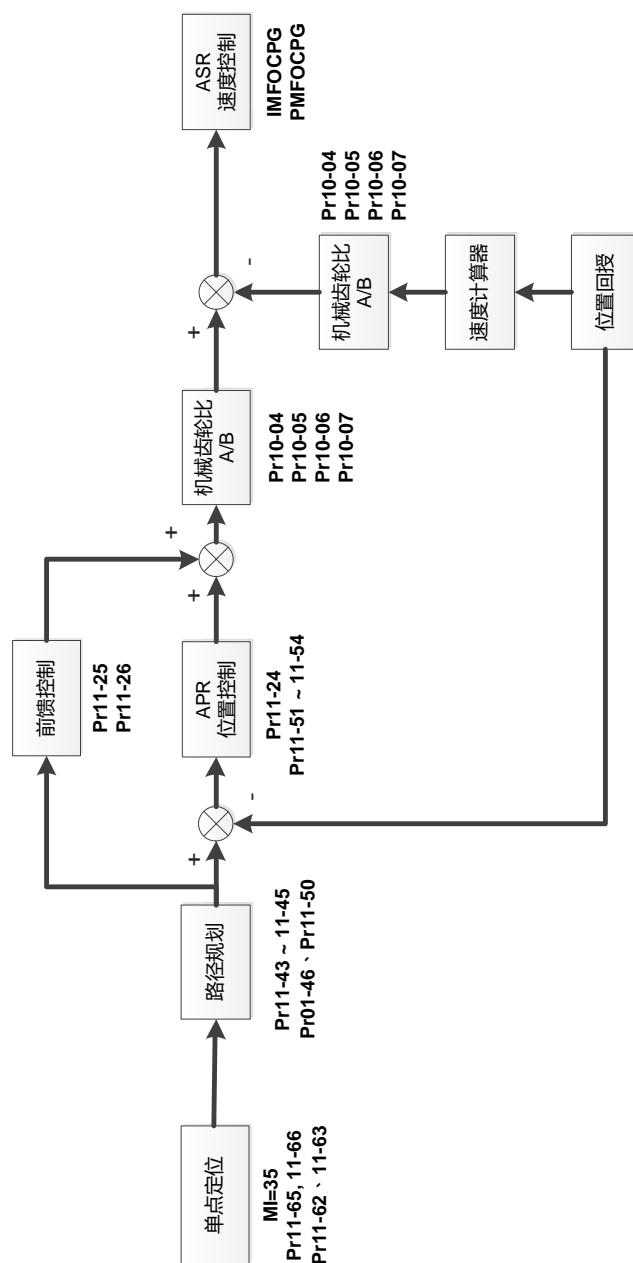 单点定位
MI=35
Pr11-65, 11-66
Pr11-62、11-63
路径规划
Pr11-43 ~ 11-45
Pr01-46、Pr11-50
前馈控制
Pr11-25
Pr11-26
+
-
APR
位置控制
Pr11-24
Pr11-51 ~ 11-54
+
+
机械齿轮比
A/B
Pr10-04
Pr10-05
Pr10-06
Pr10-07
+
-
ASR
速度控制
IMFOCPG
PMFOCPG
机械齿轮比
A/B
Pr10-04
Pr10-05
Pr10-06
Pr10-07
速度计算器
位置回授